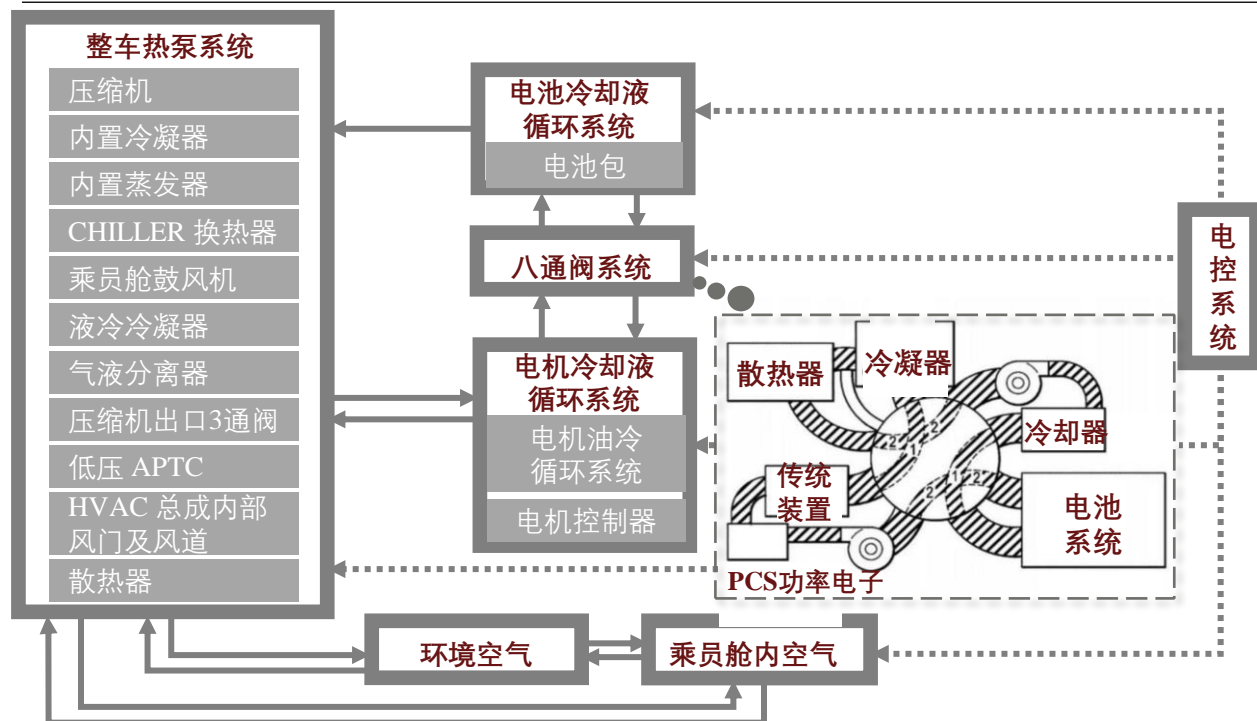 整车热泵系统
压缩机
内置冷凝器
内置蒸发器
CHILLER 换热器
乘员舱鼓风机
液冷冷凝器
气液分离器
压缩机出口3通阀
低压 APTC
HVAC 总成内部
风门及风道
散热器
电池冷却液
循环系统
电池包
八通阀系统
电机冷却液
循环系统
电机油冷
循环系统
电机控制器
电
控
系
统
散热器
冷凝器
冷却器
传统
装置
电池
系统
PCS功率电子
2
1
2
1
2
2
环境空气
乘员舱内空气